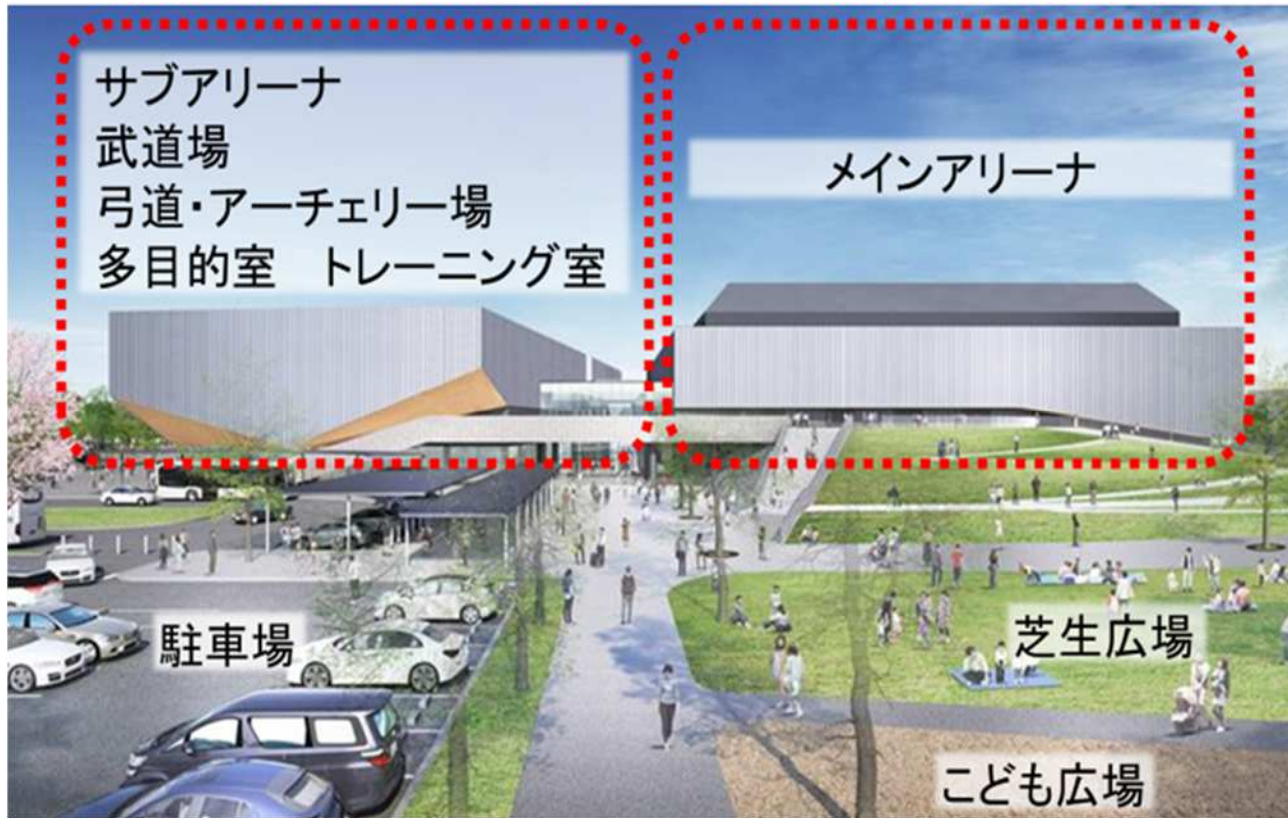 サブアリーナ
武道場
弓道・アーチェリー場
多目的室　トレーニング室
メインアリーナ
駐車場
芝生広場
こども広場